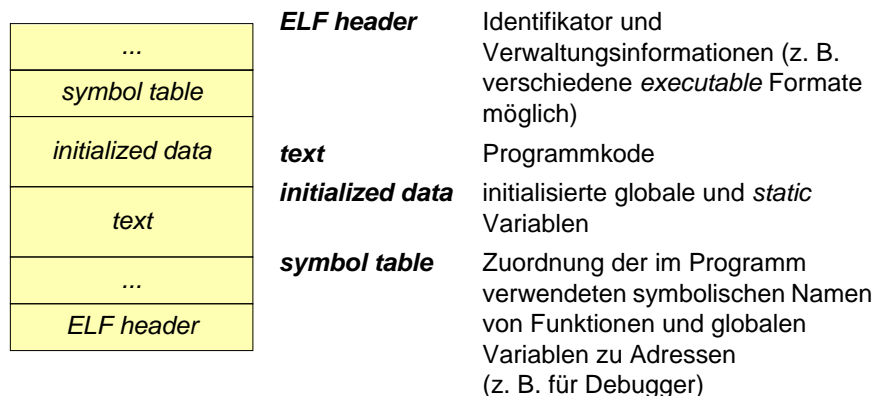 ...
symbol table
initialized data
text
...
ELF header
ELF header Identifikator und
Verwaltungsinformationen (z. B.
verschiedene executable Formate
möglich)
text Programmkode
initialized data initialisierte globale und static
Variablen
symbol table Zuordnung der im Programm
verwendeten symbolischen Namen
von Funktionen und globalen
Variablen zu Adressen
(z. B. für Debugger)